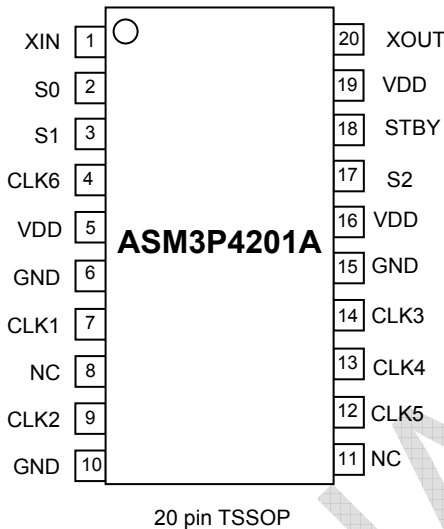 XIN 1 20 XOUT
S0 2 19 VDD
S1 3 18 STBY
CLK6 4 17 S2
VDD 5 16 VDD
ASM3P4201A
GND 6 15 GND
CLK1 7 14 CLK3
NC 8 13 CLK4
CLK2 9 12 CLK5
GND 10 11 NC
20 pin TSSOP